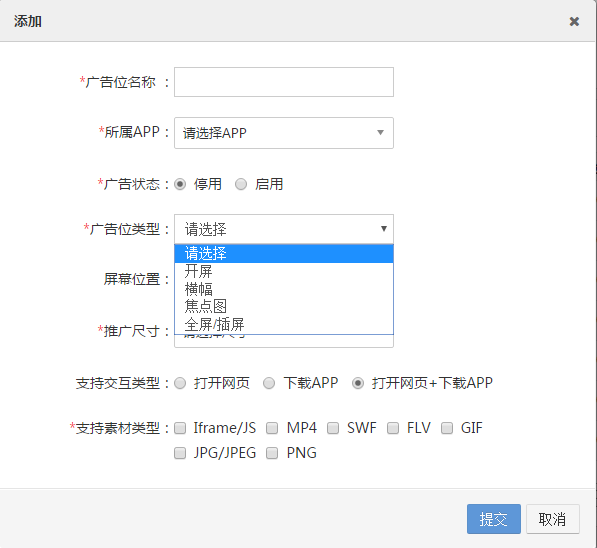 添加
*广告位名称 ：
*所属APP： 请选择APP
*广告状态： 停用 启用
*广告位类型： 请选择
请选择
开屏
屏幕位置：
横幅
焦点图
全屏/插屏
*推广尺寸：
支持交互类型： 打开网页 下载APP 打开网页+下载APP
*支持素材类型： Iframe/JS MP4 SWF FLV GIF
JPG/JPEG PNG
提交 取消